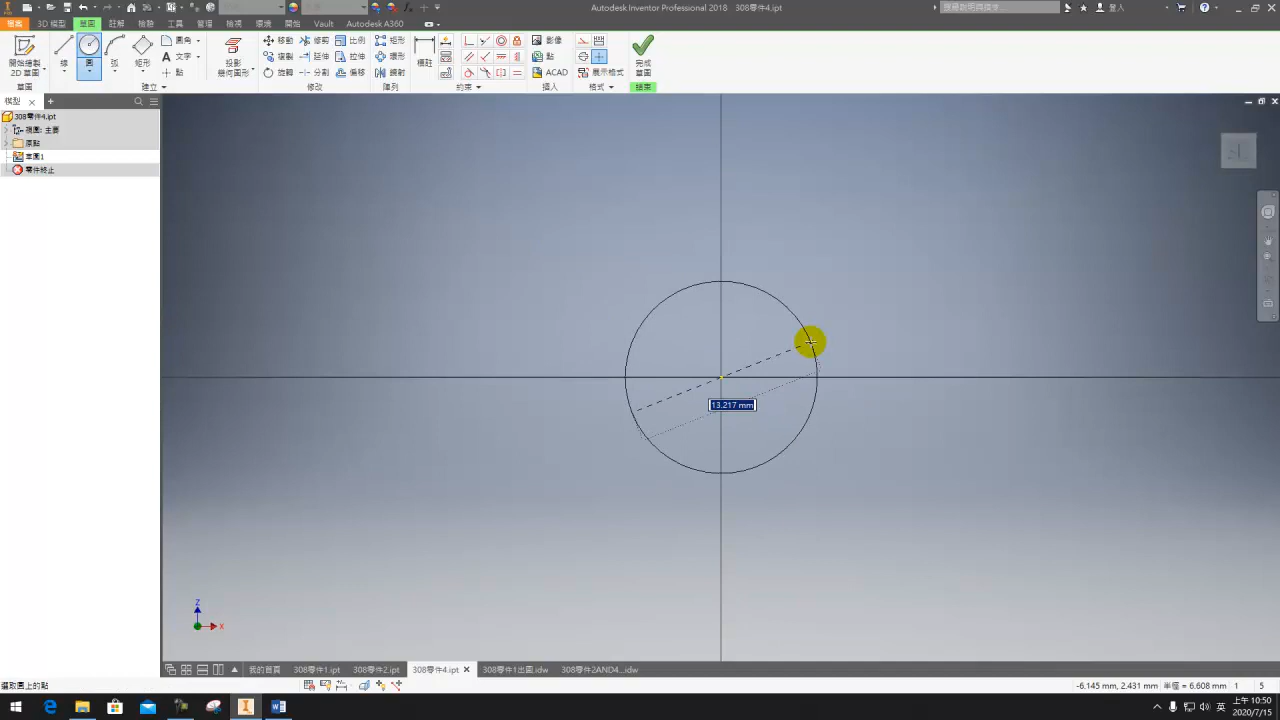 Autodesk Inventor Professional 2018 308零件4.ipt
登入
檔案 3D 模型 草圖 註解 檢驗 工具 管理 檢視 環境 開始 Vault Autodesk A360
圓角 移動 修剪 比例 矩形 影像
文字 複製 延伸 拉伸 環形 點
點 旋轉 分割 偏移 鏡射 ACAD 展示格式
開始繪製 2D 草圖 線 圓 弧 矩形 投影 幾何圖形 標註 完成 草圖
草圖 建立 修改 陣列 約束 插入 格式 結束
模型
308零件4.ipt
視圖: 主要
原點
草圖1
零件終止
13.217 mm
Z
X
我的首頁 308零件1.ipt 308零件2.ipt 308零件4.ipt 308零件1出圖.idw 308零件2AND4...idw
選取圓上的點
-6.145 mm, 2.431 mm 半徑 = 6.608 mm 1 5
英
上午 10:50
2020/7/15